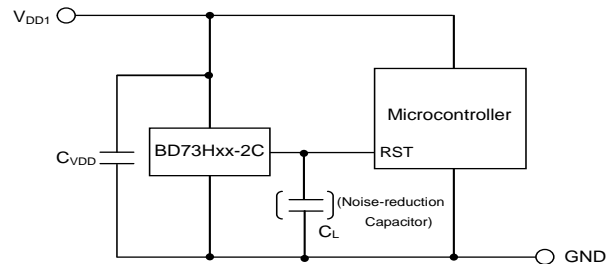 VDD1
Microcontroller
BD73Hxx-2C
RST
CVDD
(Noise-reduction
Capacitor)
CL
GND